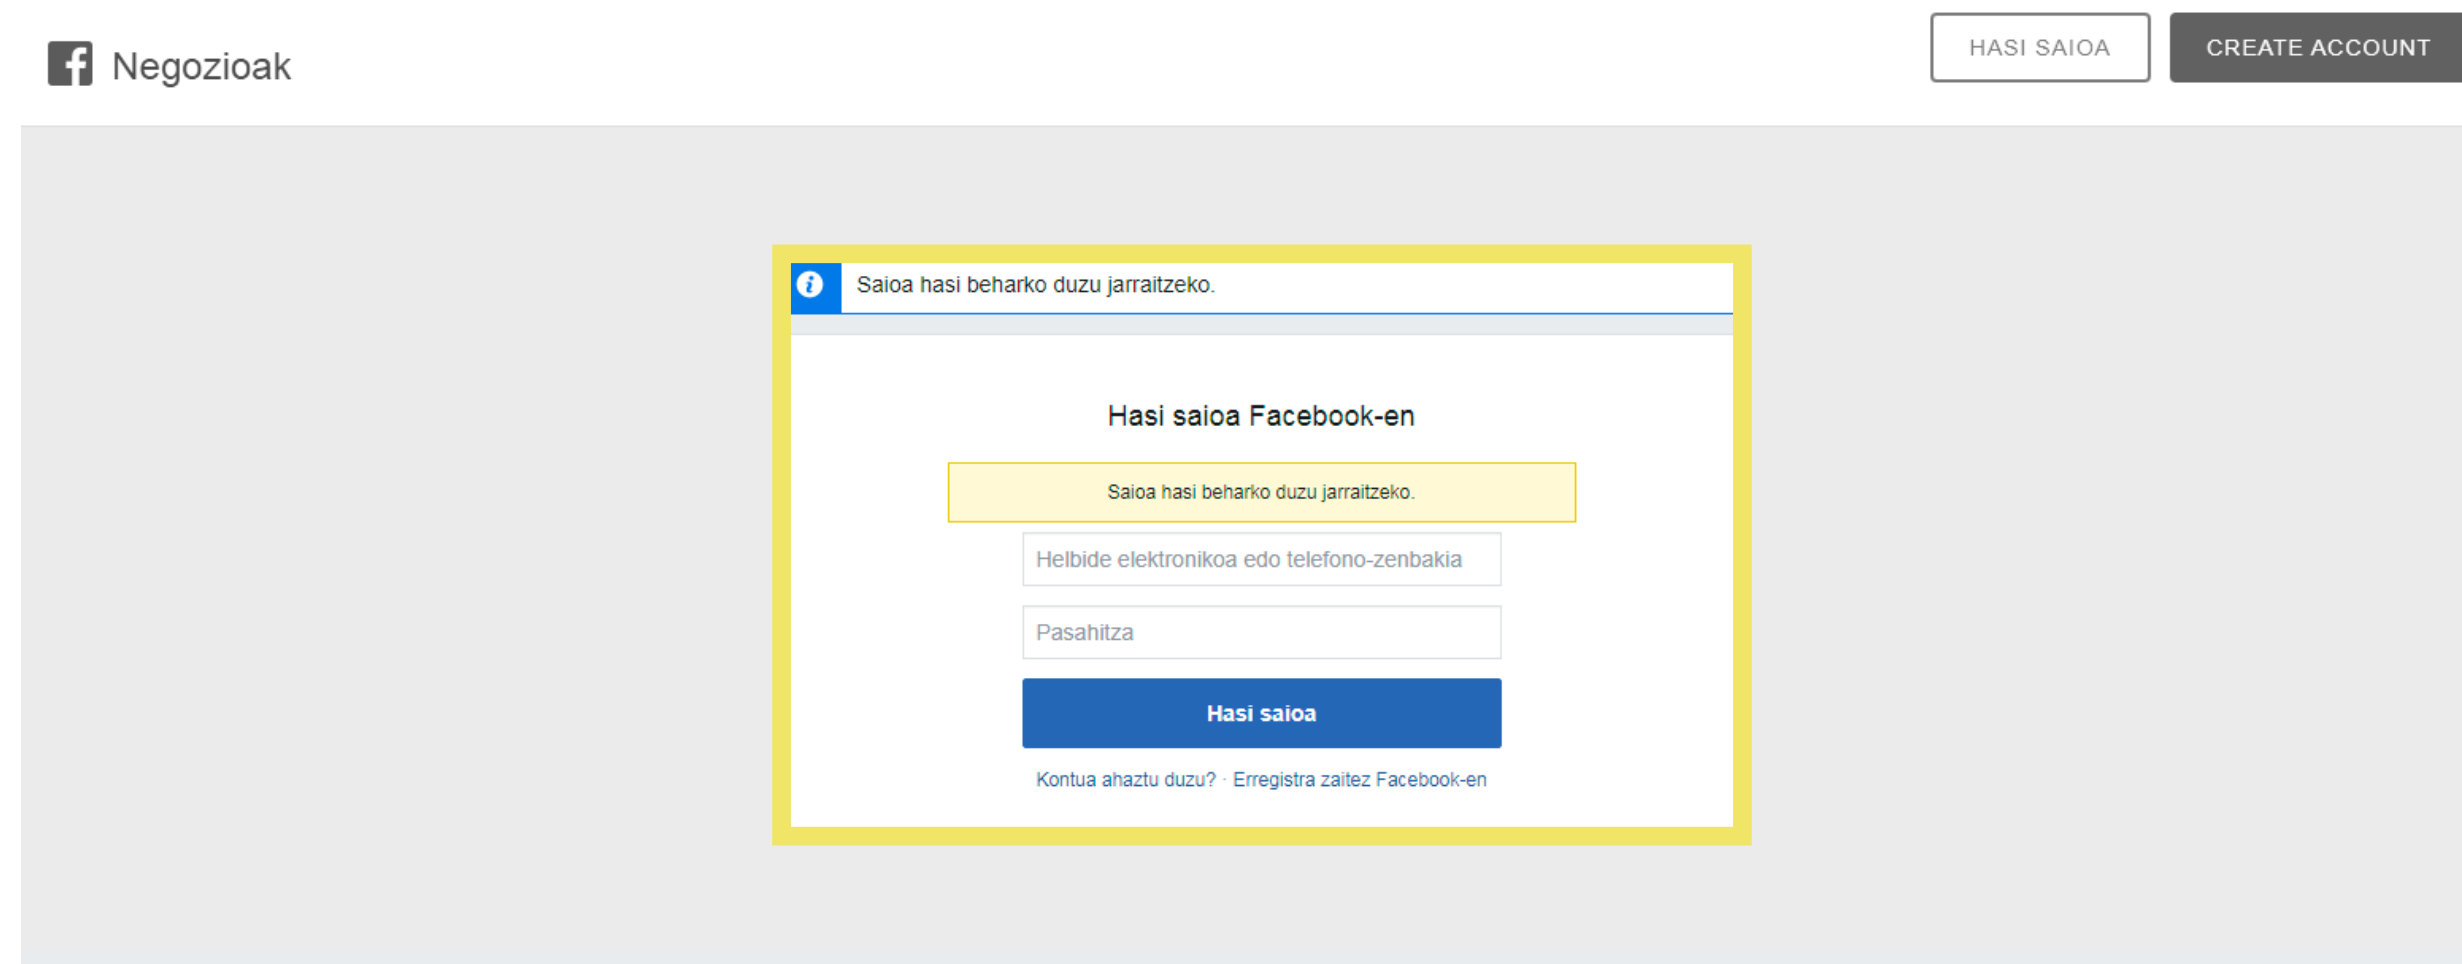 Negozioak
HASI SAIOA
CREATE ACCOUNT
Saioa hasi beharko duzu jarraitzeko.
Hasi saioa Facebook-en
Saioa hasi beharko duzu jarraitzeko.
Helbide elektronikoa edo telefono-zenbakia
Pasahitza
Hasi saioa
Kontua ahaztu duzu? · Erregistra zaitez Facebook-en